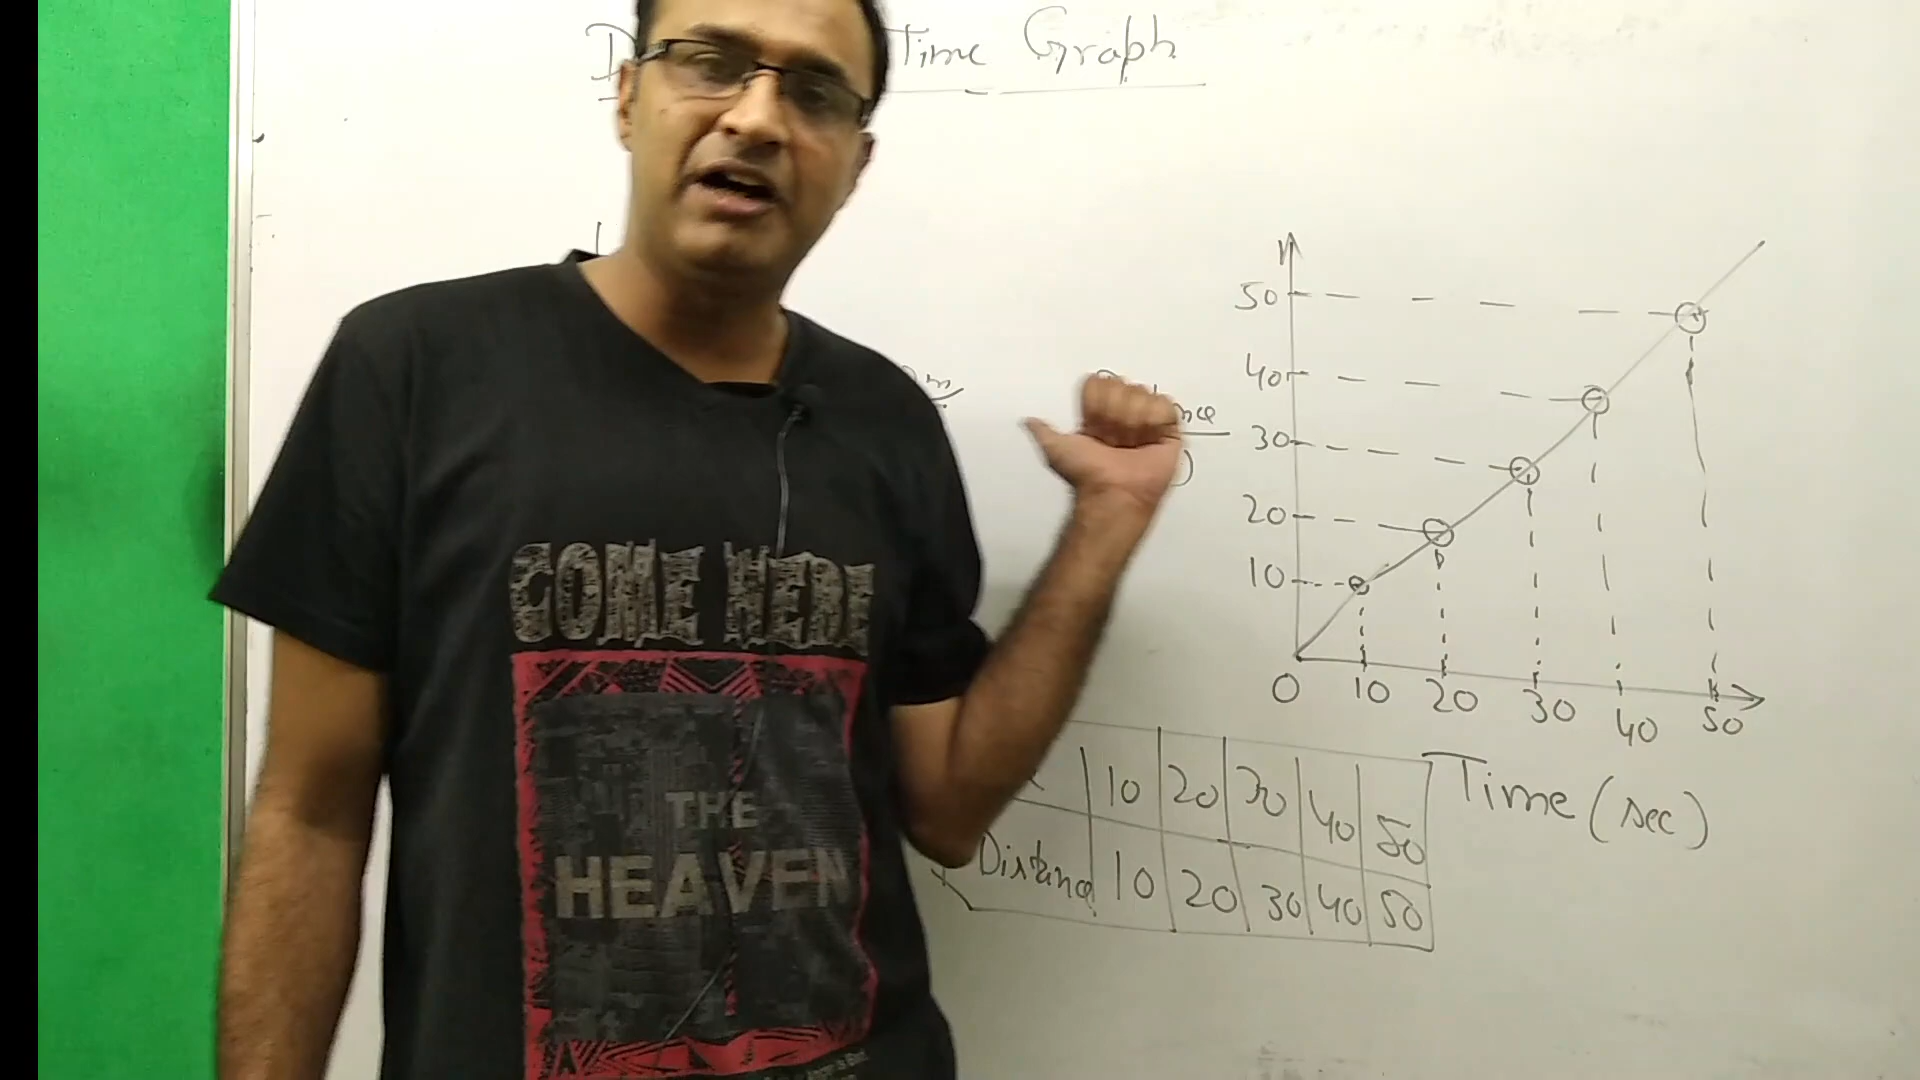 Time Graph
50
40
30
20
10
0 10 20 30 40 50
Time (sec)
10 20 30 40 50
Distance 10 20 30 40 50
COME HERE
THE
HEAVEN